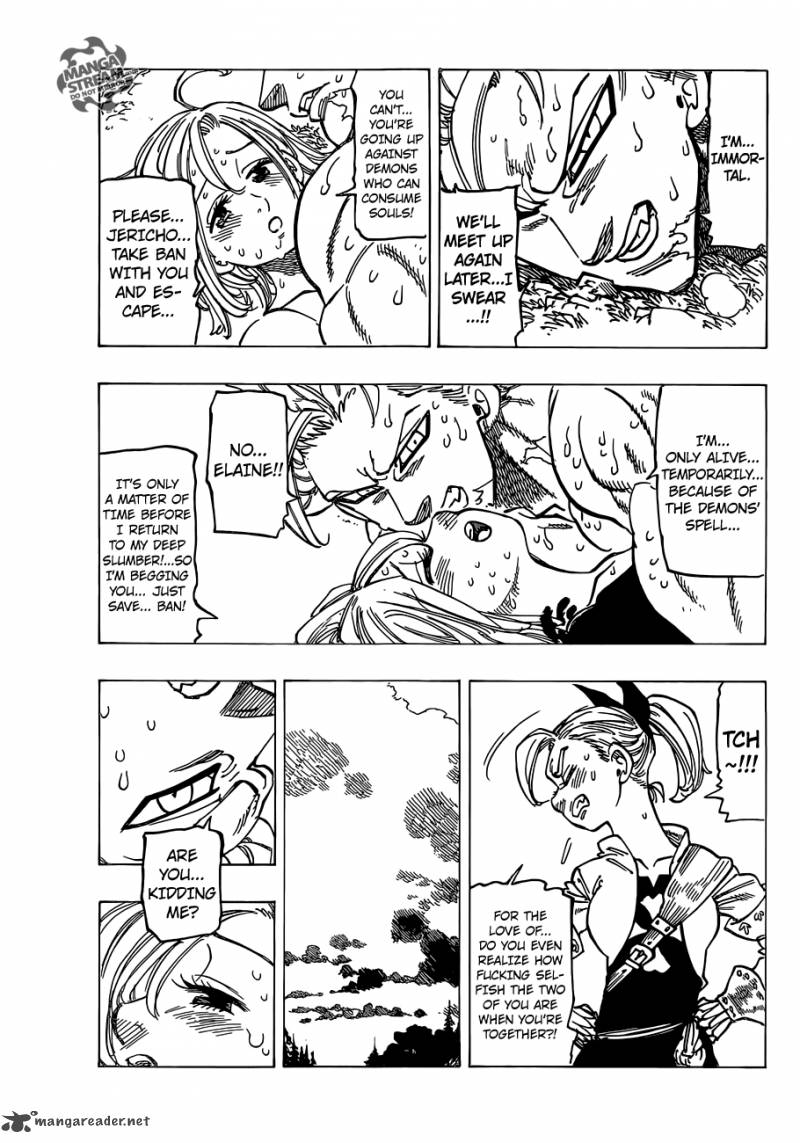 MANGA
STREAM
I'M...
IMMOR-
TAL.
WE'LL
MEET UP
AGAIN
LATER...I
SWEAR
...!!
YOU
CAN'T...
YOU'RE
GOING UP
AGAINST
DEMONS
WHO CAN
CONSUME
SOULS!
PLEASE...
JERICHO...
TAKE BAN
WITH YOU
AND ES-
CAPE...
I'M...
ONLY ALIVE...
TEMPORARILY...
BECAUSE OF
THE DEMONS'
SPELL...
NO...
ELAINE!!
IT'S ONLY
A MATTER OF
TIME BEFORE
I RETURN
TO MY DEEP
SLUMBER!...SO
I'M BEGGING
YOU... JUST
SAVE... BAN!
TCH
~!!!
FOR THE
LOVE OF...
DO YOU EVEN
REALIZE HOW
FUCKING SEL-
FISH THE TWO
OF YOU ARE
WHEN YOU'RE
TOGETHER?!
ARE
YOU...
KIDDING
ME?
mangareader.net